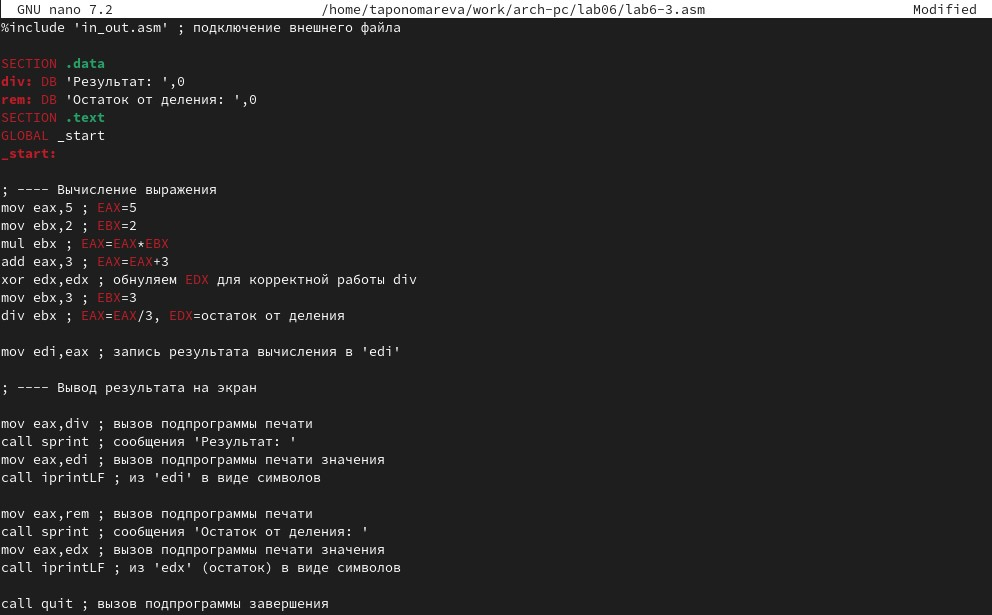 GNU nano 7.2 /home/taponomareva/work/arch-pc/lab06/lab6-3.asm Modified
%include 'in_out.asm' ; подключение внешнего файла
SECTION .data
div: DB 'Результат: ',0
rem: DB 'Остаток от деления: ',0
SECTION .text
GLOBAL _start
_start:
; ---- Вычисление выражения
mov eax,5 ; EAX=5
mov ebx,2 ; EBX=2
mul ebx ; EAX=EAX*EBX
add eax,3 ; EAX=EAX+3
xor edx,edx ; обнуляем EDX для корректной работы div
mov ebx,3 ; EBX=3
div ebx ; EAX=EAX/3, EDX=остаток от деления
mov edi,eax ; запись результата вычисления в 'edi'
; ---- Вывод результата на экран
mov eax,div ; вызов подпрограммы печати
call sprint ; сообщения 'Результат: '
mov eax,edi ; вызов подпрограммы печати значения
call iprintLF ; из 'edi' в виде символов
mov eax,rem ; вызов подпрограммы печати
call sprint ; сообщения 'Остаток от деления: '
mov eax,edx ; вызов подпрограммы печати значения
call iprintLF ; из 'edx' (остаток) в виде символов
call quit ; вызов подпрограммы завершения